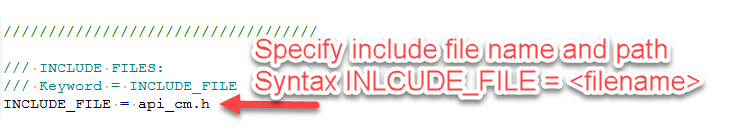 ///////////////////////////////////
/// INCLUDE FILES:
/// Keyword = INCLUDE_FILE
INCLUDE_FILE = api_cm.h
Specify include file name and path
Syntax INLCUDE_FILE = <filename>